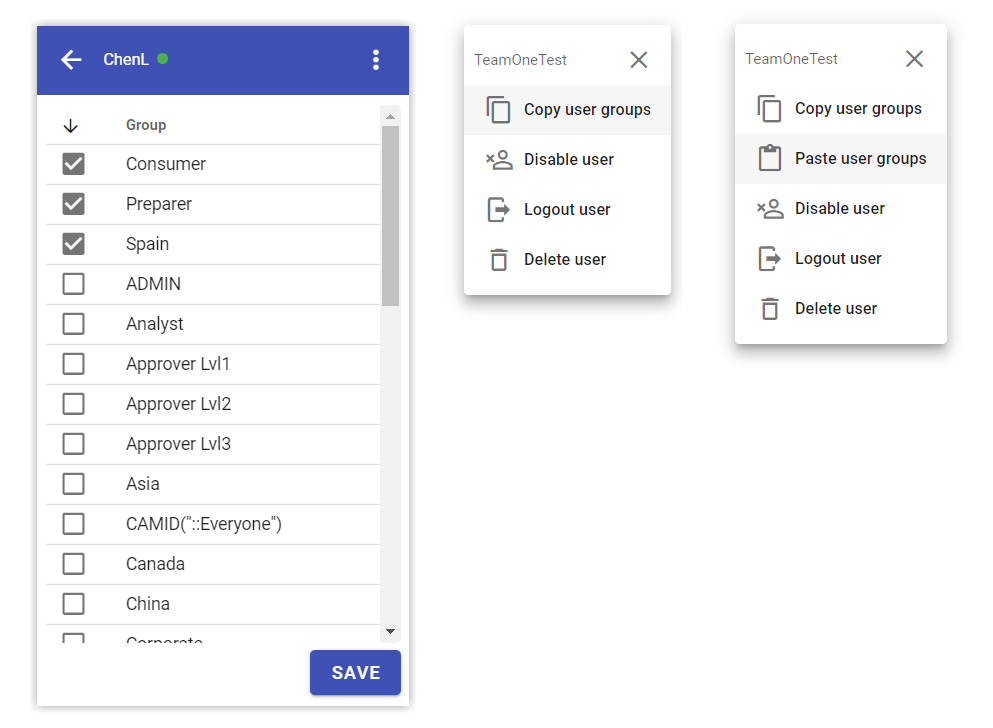 ChenL
Group
Consumer
Preparer
Spain
ADMIN
Analyst
Approver Lvl1
Approver Lvl2
Approver Lvl3
Asia
CAMID("::Everyone")
Canada
China
Corporate
SAVE
TeamOneTest
Copy user groups
Disable user
Logout user
Delete user
TeamOneTest
Copy user groups
Paste user groups
Disable user
Logout user
Delete user